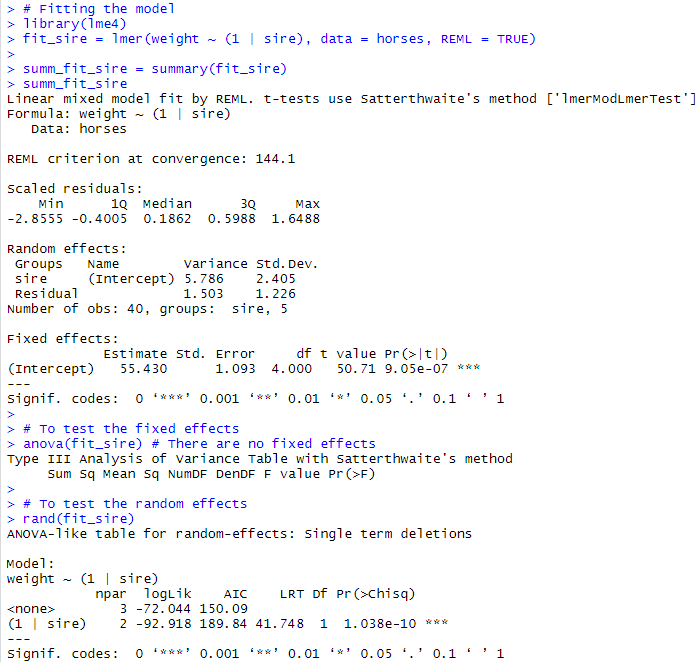 > # Fitting the model
> library(lme4)
> fit_sire = lmer(weight ~ (1 | sire), data = horses, REML = TRUE)
>
> summ_fit_sire = summary(fit_sire)
> summ_fit_sire
Linear mixed model fit by REML. t-tests use Satterthwaite's method ['lmerModLmerTest']
Formula: weight ~ (1 | sire)
   Data: horses

REML criterion at convergence: 144.1

Scaled residuals:
    Min      1Q  Median      3Q     Max
-2.8555 -0.4005  0.1862  0.5988  1.6488

Random effects:
 Groups   Name        Variance Std.Dev.
 sire     (Intercept) 5.786    2.405
 Residual             1.503    1.226
Number of obs: 40, groups:  sire, 5

Fixed effects:
            Estimate Std. Error     df t value Pr(>|t|)
(Intercept)   55.430      1.093  4.000   50.71 9.05e-07 ***
---
Signif. codes:  0 ‘***’ 0.001 ‘**’ 0.01 ‘*’ 0.05 ‘.’ 0.1 ‘ ’ 1
>
> # To test the fixed effects
> anova(fit_sire) # There are no fixed effects
Type III Analysis of Variance Table with Satterthwaite's method
     Sum Sq Mean Sq NumDF DenDF F value Pr(>F)
>
> # To test the random effects
> rand(fit_sire)
ANOVA-like table for random-effects: Single term deletions

Model:
weight ~ (1 | sire)
           npar  logLik    AIC    LRT Df Pr(>Chisq)
<none>        3 -72.044 150.09
(1 | sire)    2 -92.918 189.84 41.748  1  1.038e-10 ***
---
Signif. codes:  0 ‘***’ 0.001 ‘**’ 0.01 ‘*’ 0.05 ‘.’ 0.1 ‘ ’ 1